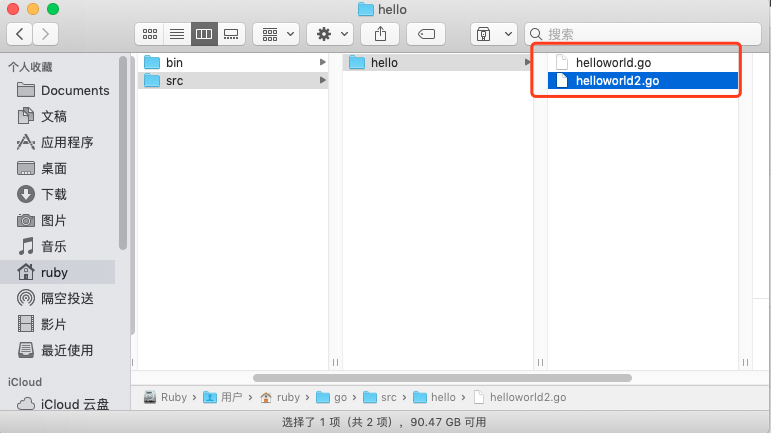 hello
搜索
个人收藏
Documents
文稿
应用程序
桌面
下载
图片
音乐
ruby
隔空投送
影片
最近使用
iCloud
iCloud 云盘
bin
src
hello
helloworld.go
helloworld2.go
Ruby 用户 ruby go src hello helloworld2.go
选择了 1 项（共 2 项），90.47 GB 可用